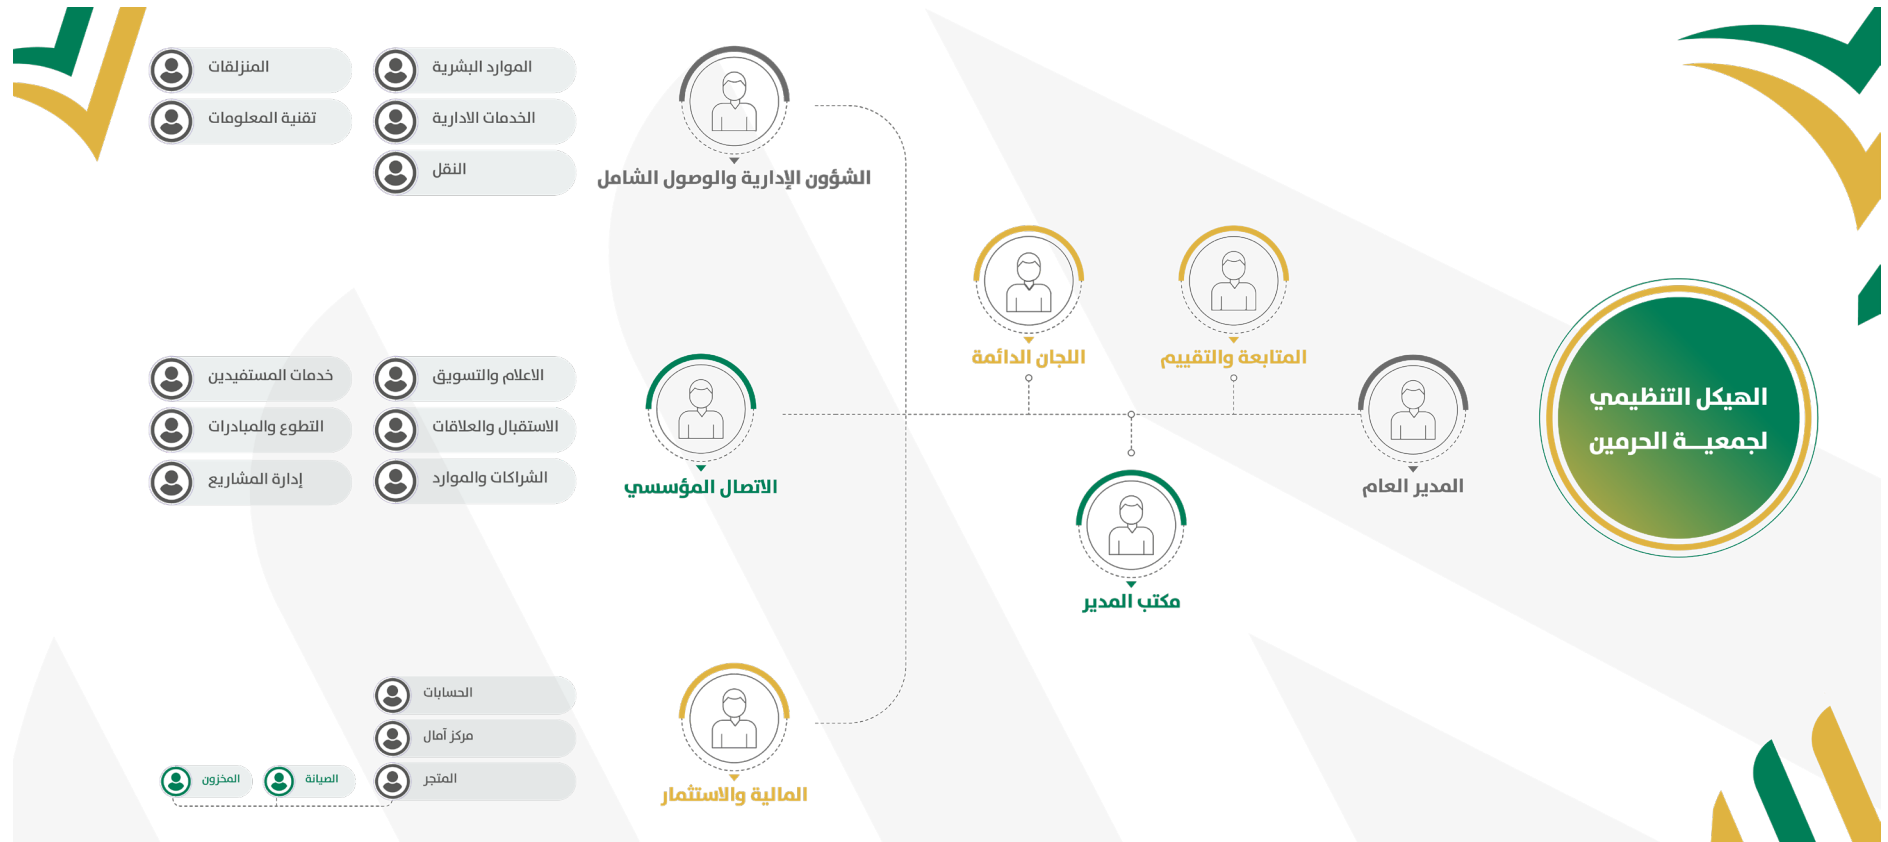 الهيكل التنظيمي
لجمعيـــة الحرمين
المدير العام
المتابعة والتقييم
اللجان الدائمة
مكتب المدير
الشؤون الإدارية والوصول الشامل
الموارد البشرية
المنزلقات
الخدمات الادارية
تقنية المعلومات
النقل
الاتصال المؤسسي
الاعلام والتسويق
خدمات المستفيدين
الاستقبال والعلاقات
التطوع والمبادرات
الشراكات والموارد
إدارة المشاريع
المالية والاستثمار
الحسابات
مركز آمال
المتجر
الصيانة
المخزون